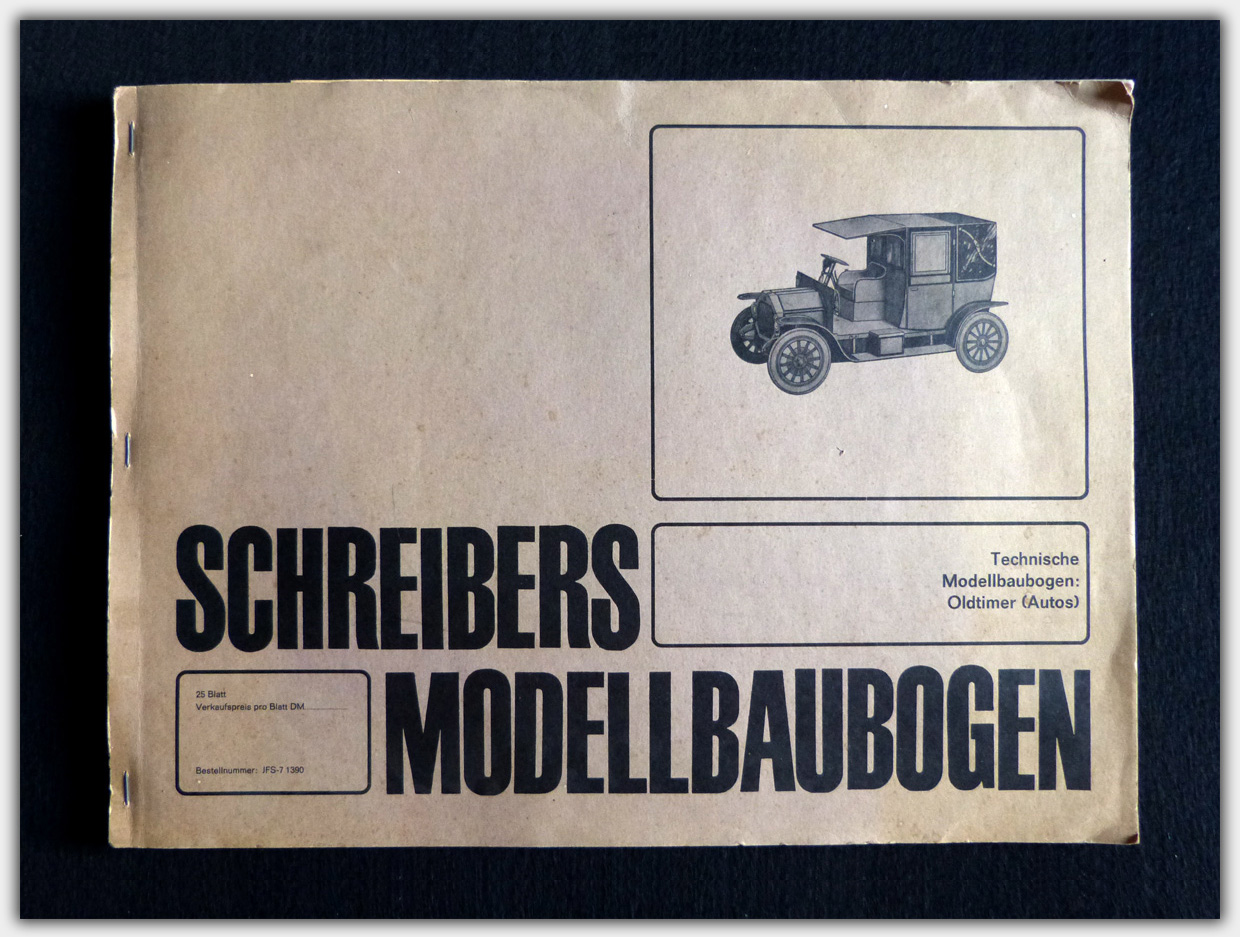 SCHREIBERS
Technische
Modellbaubogen:
Oldtimer (Autos)
25 Blatt
Verkaufspreis pro Blatt DM................
Bestellnummer: JFS-7 1390
MODELLBAUBOGEN